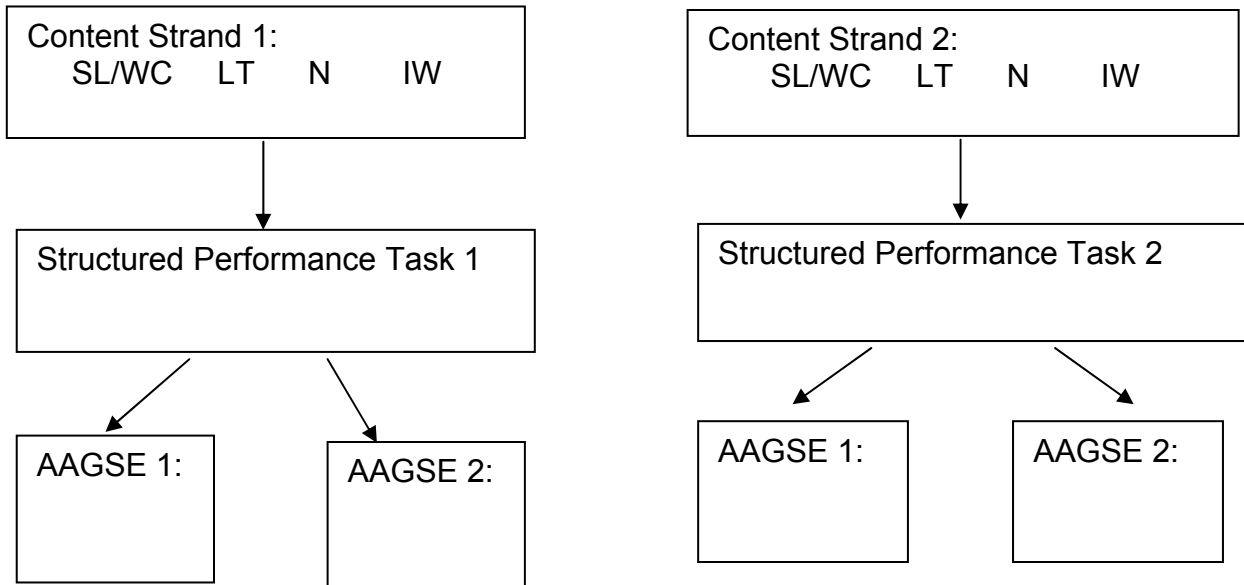 Content Strand 1:
SL/WC LT N IW
Structured Performance Task 1
AAGSE 1:
AAGSE 2:
Content Strand 2:
SL/WC LT N IW
Structured Performance Task 2
AAGSE 1:
AAGSE 2: